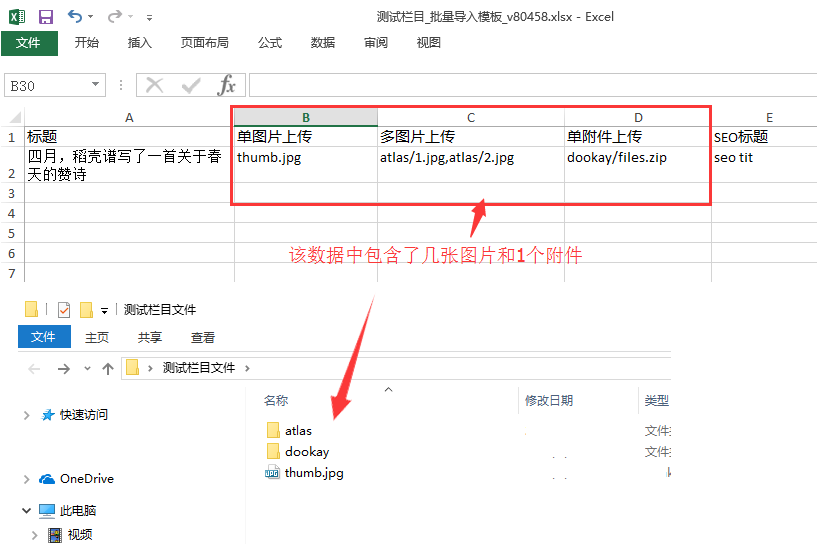 测试栏目_批量导入模板_v80458.xlsx - Excel
文件 开始 插入 页面布局 公式 数据 审阅 视图
B30 fx
A B C D E
1 标题 单图片上传 多图片上传 单附件上传 SEO标题
四月，稻壳谱写了一首关于春 thumb.jpg atlas/1.jpg,atlas/2.jpg dookay/files.zip seo tit
2 天的赞诗
3
4
5
该数据中包含了几张图片和1个附件
6
7
测试栏目文件
文件 主页 共享 查看
测试栏目文件
名称 修改日期 类型
快速访问
atlas 文件
dookay 文件
thumb.jpg
OneDrive
此电脑
视频